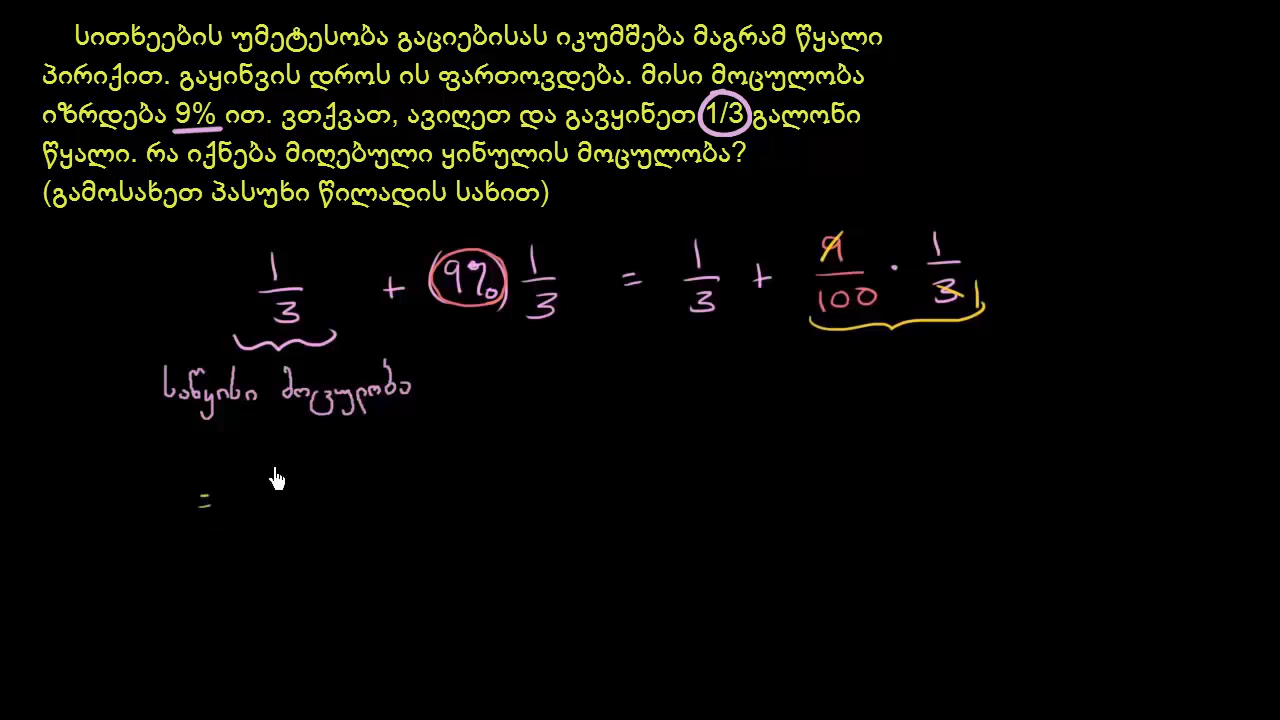 სითხეების უმეტესობა გაციებისას იკუმშება მაგრამ წყალი
პირიქით. გაყინვის დროს ის ფართოვდება. მისი მოცულობა
იზრდება 9% ით. ვთქვათ, ავიღეთ და გავყინეთ 1/3 გალონი
წყალი. რა იქნება მიღებული ყინულის მოცულობა?
(გამოსახეთ პასუხი წილადის სახით)
1/3 + (9%) 1/3 = 1/3 + 9/100 · 1/3 1
საწყისი მოცულობა
=